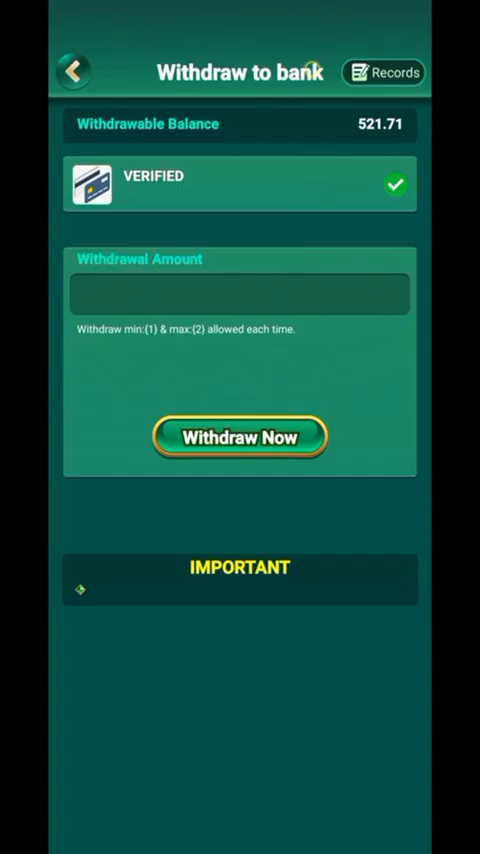 Withdraw to bank
Records
Withdrawable Balance 521.71
VERIFIED
Withdrawal Amount
Withdraw min:{1} & max:{2} allowed each time.
Withdraw Now
IMPORTANT